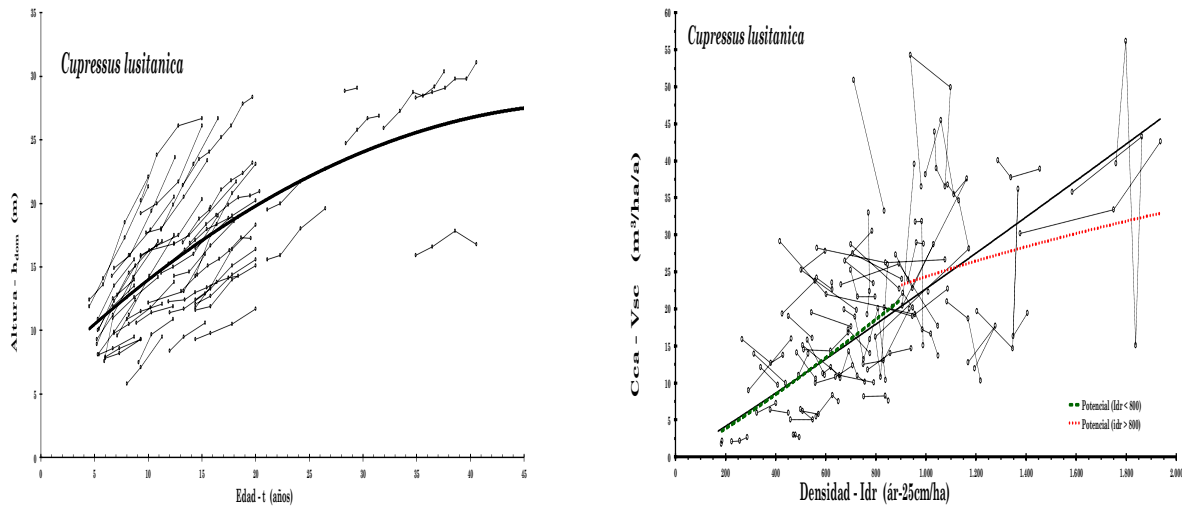 Cupressus lusitanica
Altura - hdom (m)
35
30
25
20
15
10
5
0
0 5 10 15 20 25 30 35 40 45
Edad - t (años)
Cupressus lusitanica
Cca - Vsc (m³/ha/a)
60
55
50
45
40
35
30
25
20
15
10
5
0
Potencial (Idr < 800)
Potencial (idr > 800)
0 200 400 600 800 1.000 1.200 1.400 1.600 1.800 2.000
Densidad - Idr (ár-25cm/ha)